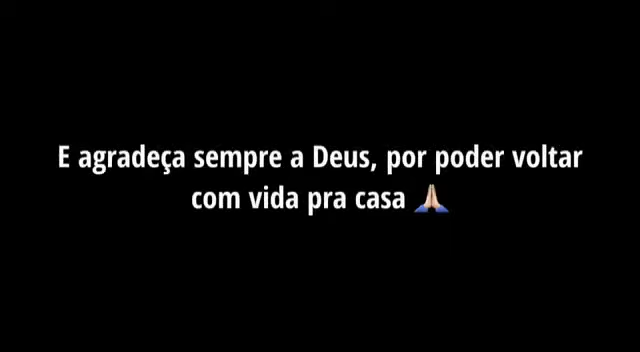 E agradeça sempre a Deus, por poder voltar
com vida pra casa 🙏🏻